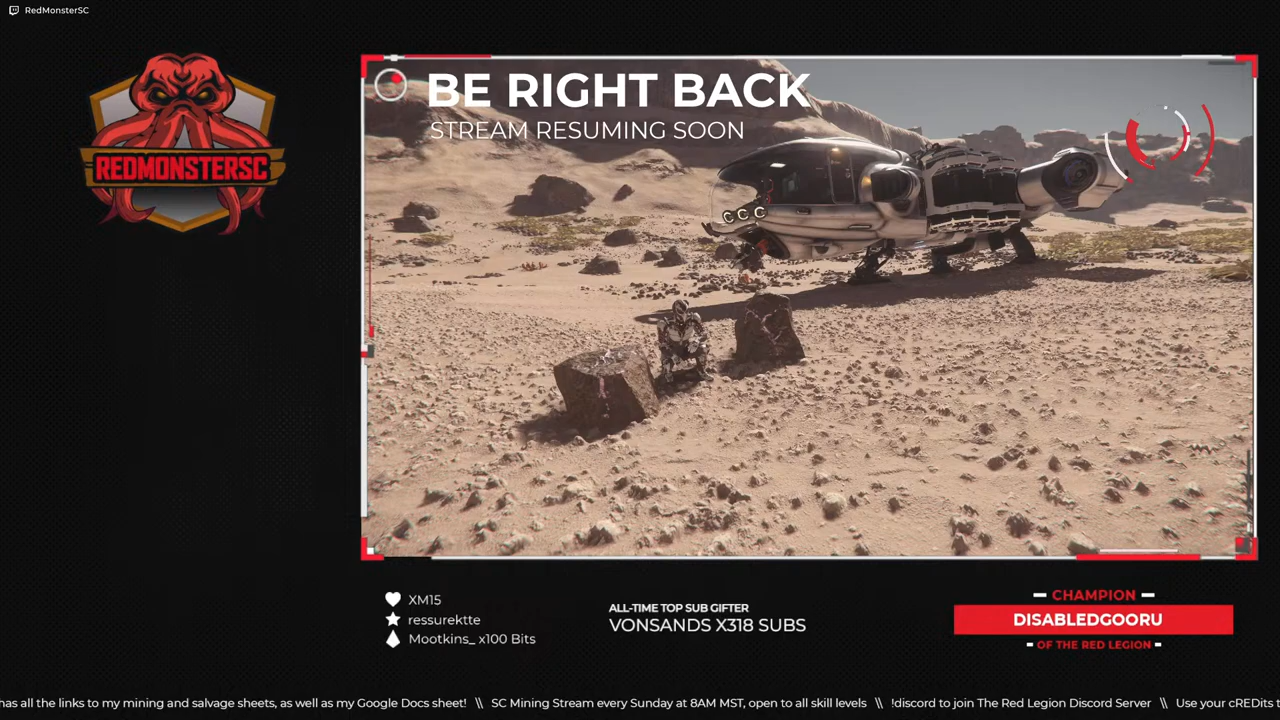 RedMonsterSC
REDMONSTERSC
BE RIGHT BACK
STREAM RESUMING SOON
XM15
ressurektte
Mootkins_ x100 Bits
ALL-TIME TOP SUB GIFTER
VONSANDS X318 SUBS
CHAMPION
DISABLEDGOORU
OF THE RED LEGION
has all the links to my mining and salvage sheets, as well as my Google Docs sheet! \\ SC Mining Stream every Sunday at 8AM MST, open to all skill levels \\ !discord to join The Red Legion Discord Server \\ Use your cREDits t